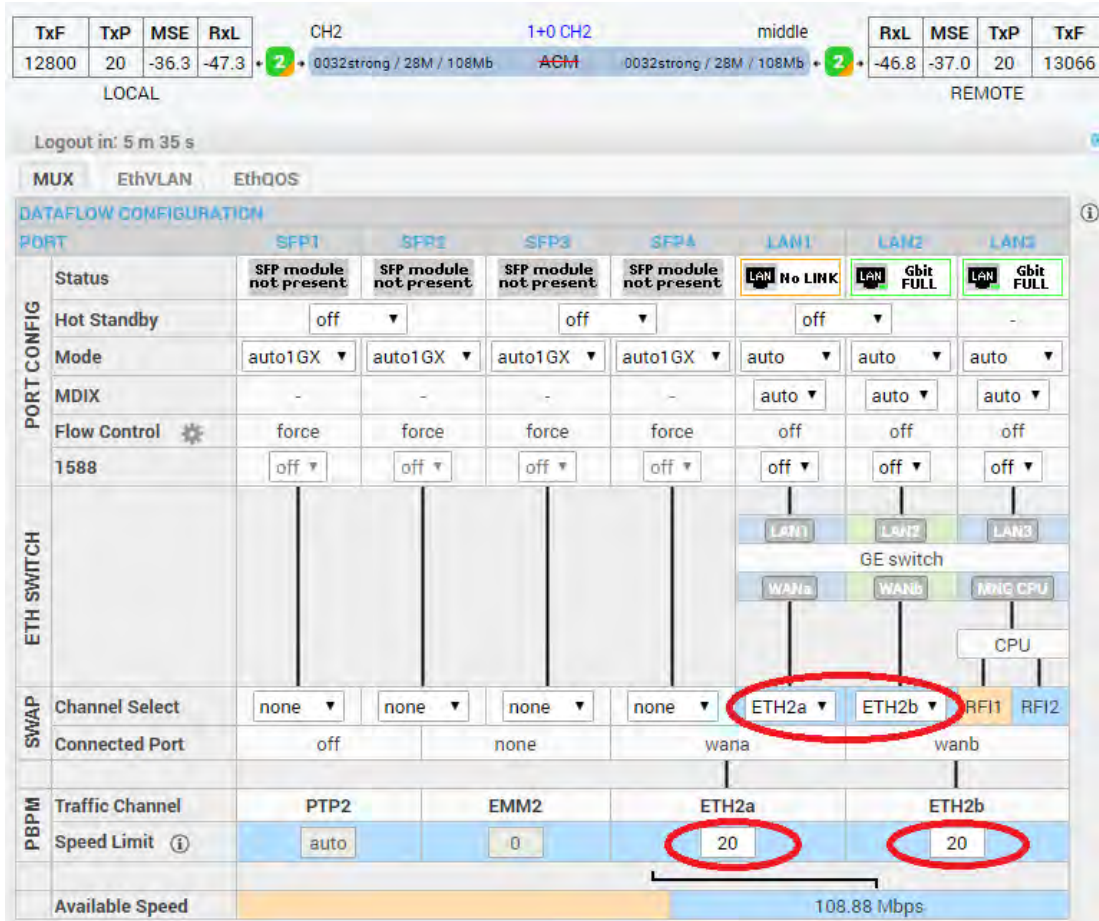 TxF TxP MSE RxL CH2 1+0 CH2 middle RxL MSE TxP TxF
12800 20 -36.3 -47.3 2 0032strong / 28M / 108Mb ACM 0032strong / 28M / 108Mb 2 -46.8 -37.0 20 13066
LOCAL REMOTE
Logout in: 5 m 35 s
MUX EthVLAN EthQOS
DATAFLOW CONFIGURATION
PORT SFP1 SFP2 SFP3 SFP4 LAN1 LAN2 LAN3
PORT CONFIG
Status SFP module not present SFP module not present SFP module not present SFP module not present LAN No LINK LAN Gbit FULL LAN Gbit FULL
Hot Standby off off off -
Mode auto1GX auto1GX auto1GX auto1GX auto auto auto
MDIX - - - - auto auto auto
Flow Control force force force force off off off
1588 off off off off off off off
ETH SWITCH
LAN1 LAN2 LAN3
GE switch
WANa WANb MNG CPU
CPU
SWAP
Channel Select none none none none ETH2a ETH2b RFI1 RFI2
Connected Port off none wana wanb
PBPM
Traffic Channel PTP2 EMM2 ETH2a ETH2b
Speed Limit i auto 0 20 20
Available Speed 108.88 Mbps